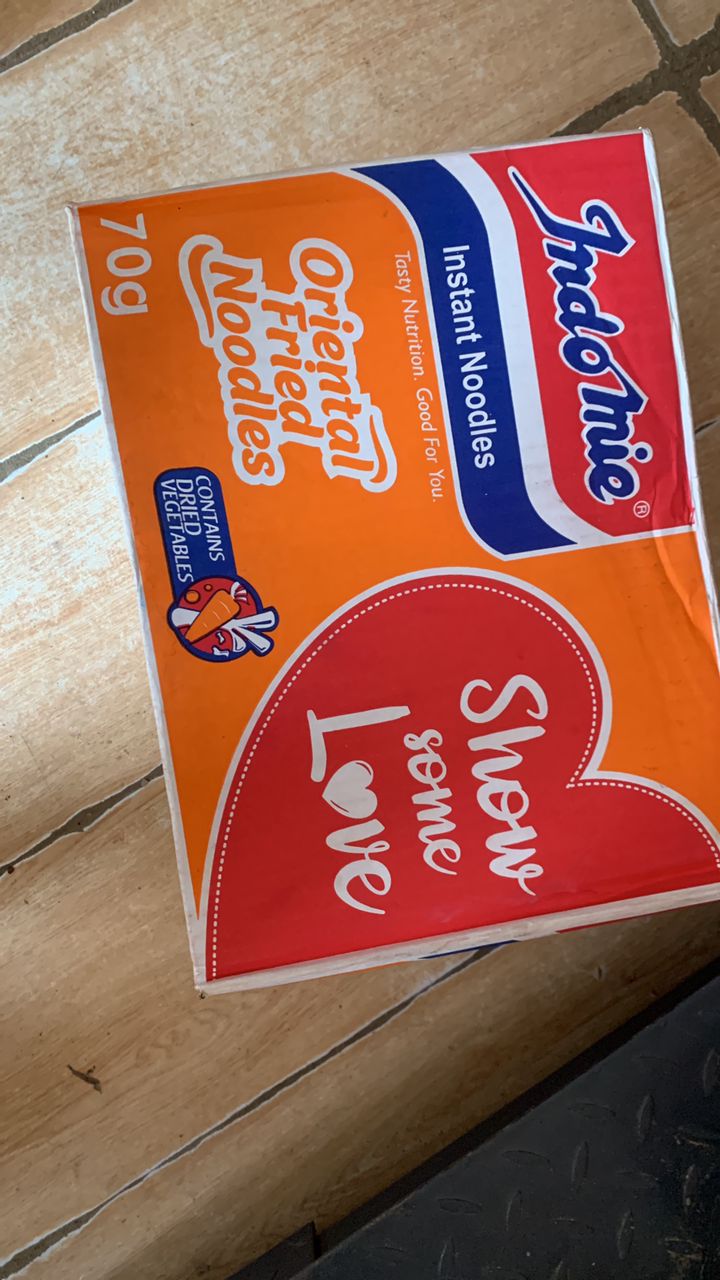 Indomie®
Instant Noodles
Tasty Nutrition. Good For You.
Oriental
Fried
Noodles
70g
CONTAINS
DRIED
VEGETABLES
Show
some
Love